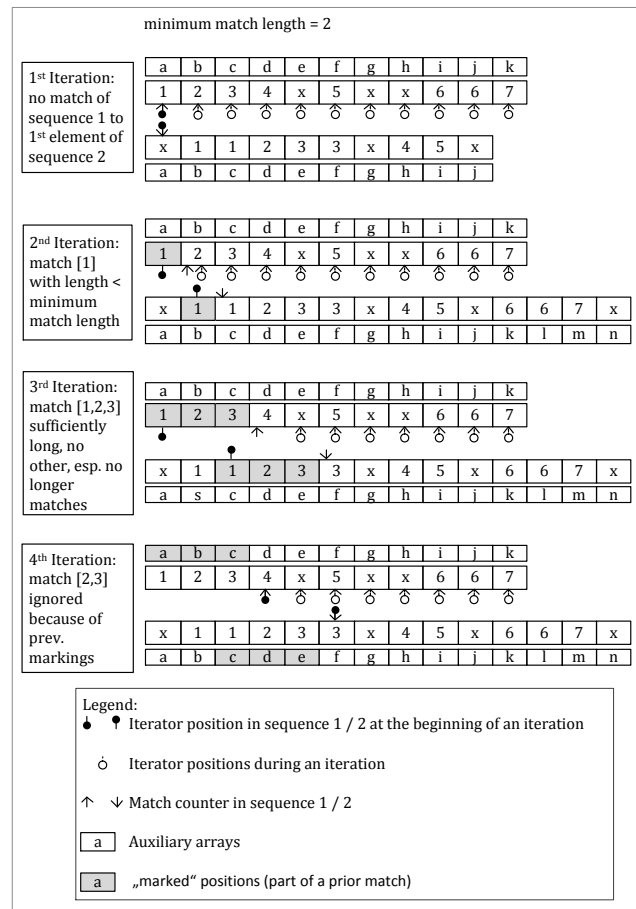 minimum match length = 2
1st Iteration:
no match of
sequence 1 to
1st element of
sequence 2
a b c d e f g h i j k
1 2 3 4 x 5 x x 6 6 7
x 1 1 2 3 3 x 4 5 x
a b c d e f g h i j
2nd Iteration:
match [1]
with length <
minimum
match length
a b c d e f g h i j k
1 2 3 4 x 5 x x 6 6 7
x 1 1 2 3 3 x 4 5 x 6 6 7 x
a b c d e f g h i j k l m n
3rd Iteration:
match [1,2,3]
sufficiently
long, no
other, esp. no
longer
matches
a b c d e f g h i j k
1 2 3 4 x 5 x x 6 6 7
x 1 1 2 3 3 x 4 5 x 6 6 7 x
a s c d e f g h i j k l m n
4th Iteration:
match [2,3]
ignored
because of
prev.
markings
a b c d e f g h i j k
1 2 3 4 x 5 x x 6 6 7
x 1 1 2 3 3 x 4 5 x 6 6 7 x
a b c d e f g h i j k l m n
Legend:
Iterator position in sequence 1 / 2 at the beginning of an iteration
Iterator positions during an iteration
Match counter in sequence 1 / 2
a Auxiliary arrays
a „marked“ positions (part of a prior match)